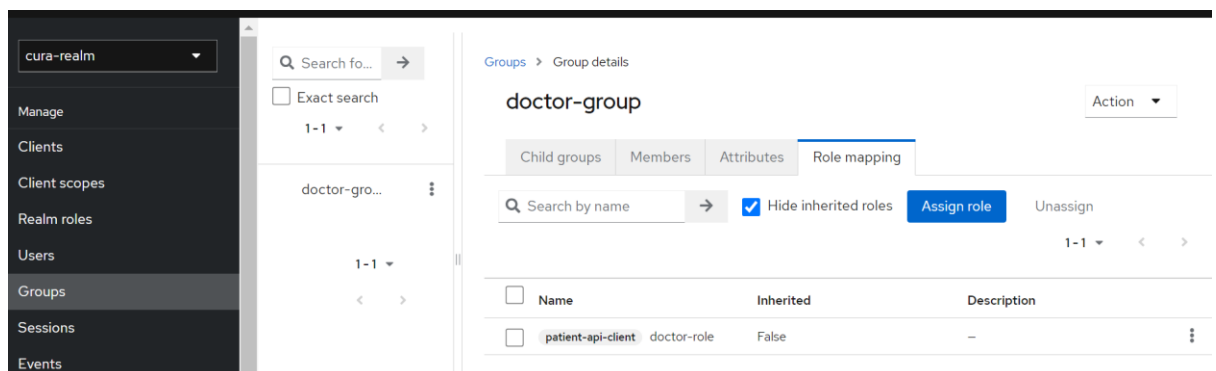 cura-realm
Manage
Clients
Client scopes
Realm roles
Users
Groups
Sessions
Events
Search fo...
Exact search
1-1
doctor-gro...
1-1
Groups > Group details
doctor-group
Action
Child groups Members Attributes Role mapping
Search by name Hide inherited roles Assign role Unassign
1-1
Name Inherited Description
patient-api-client doctor-role False –